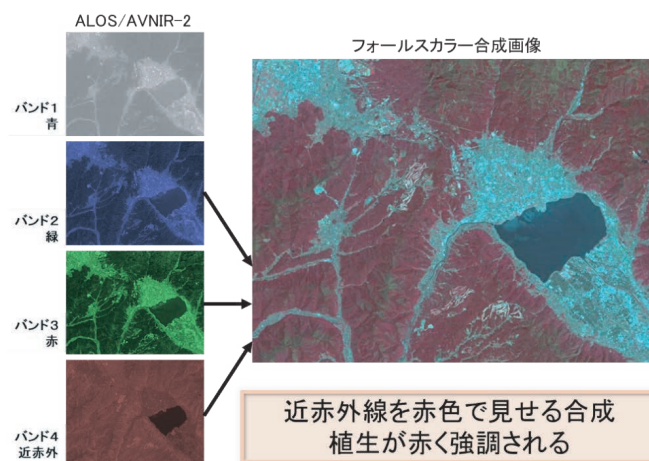 ALOS/AVNIR-2
フォールスカラー合成画像
バンド1
青
バンド2
緑
バンド3
赤
バンド4
近赤外
近赤外線を赤色で見せる合成
植生が赤く強調される